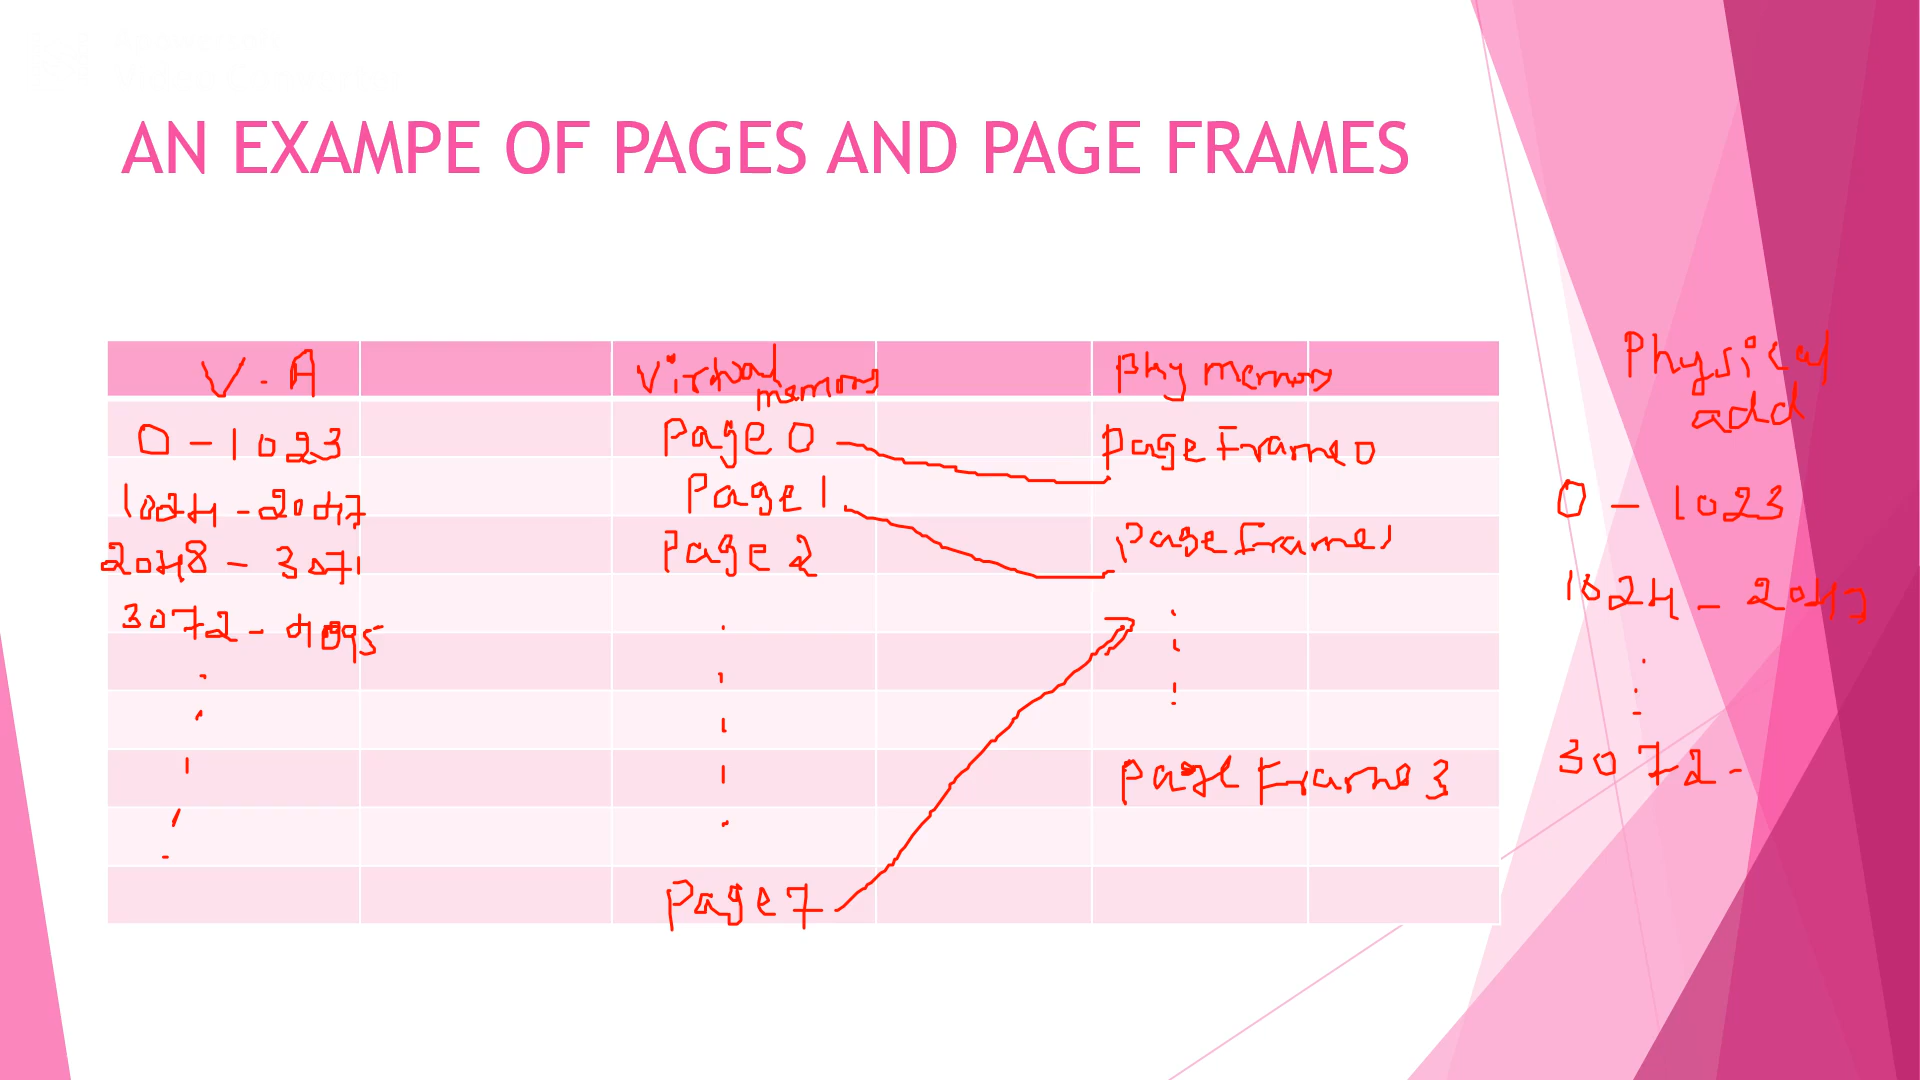 AN EXAMPE OF PAGES AND PAGE FRAMES
V.A
Virtual memory
Phy memory
Physical add
0 - 1023
Page 0
Page Frame 0
1024 - 2047
Page 1
0 - 1023
2048 - 3071
Page 2
Page Frame 1
3072 - 4095
1024 - 2047
Page Frame 3
3072 -
Page 7